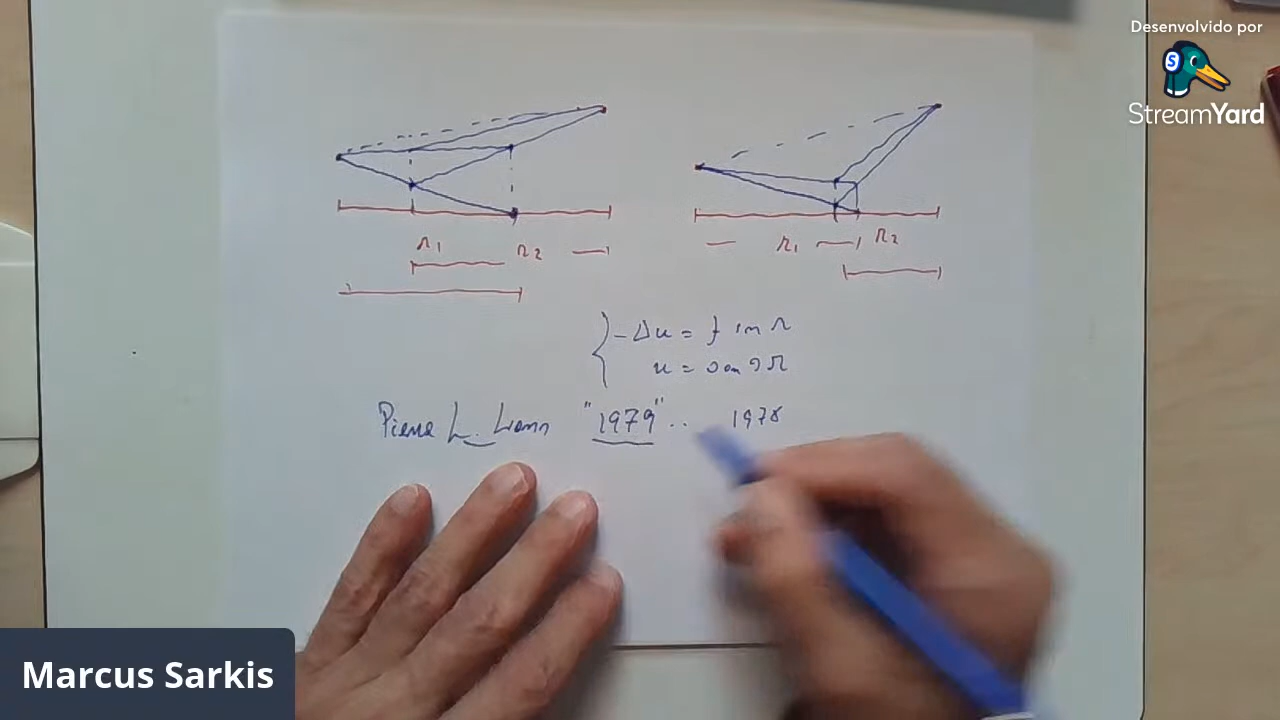 Desenvolvido por
S
StreamYard
Ω₁ Ω₂
Ω₁ Ω₂
{ -Δu = f in Ω
u = 0 on ∂Ω
Pierre L. Lions "1979" .. 1978
Marcus Sarkis